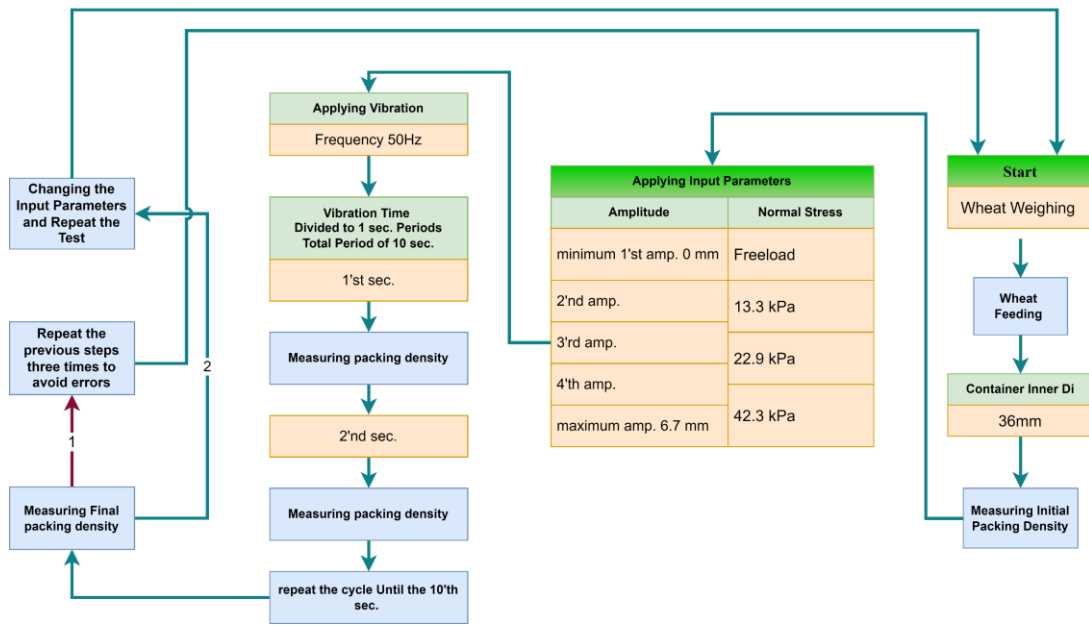 Applying Vibration
Frequency 50Hz
Vibration Time
Divided to 1 sec. Periods
Total Period of 10 sec.
1'st sec.
Measuring packing density
2'nd sec.
Measuring packing density
repeat the cycle Until the 10'th
sec.
Changing the
Input Parameters
and Repeat the
Test
Repeat the
previous steps
three times to
avoid errors
1
2
Measuring Final
packing density
Applying Input Parameters
Amplitude
Normal Stress
minimum 1'st amp. 0 mm
Freeload
2'nd amp.
13.3 kPa
3'rd amp.
22.9 kPa
4'th amp.
42.3 kPa
maximum amp. 6.7 mm
Start
Wheat Weighing
Wheat
Feeding
Container Inner Di
36mm
Measuring Initial
Packing Density